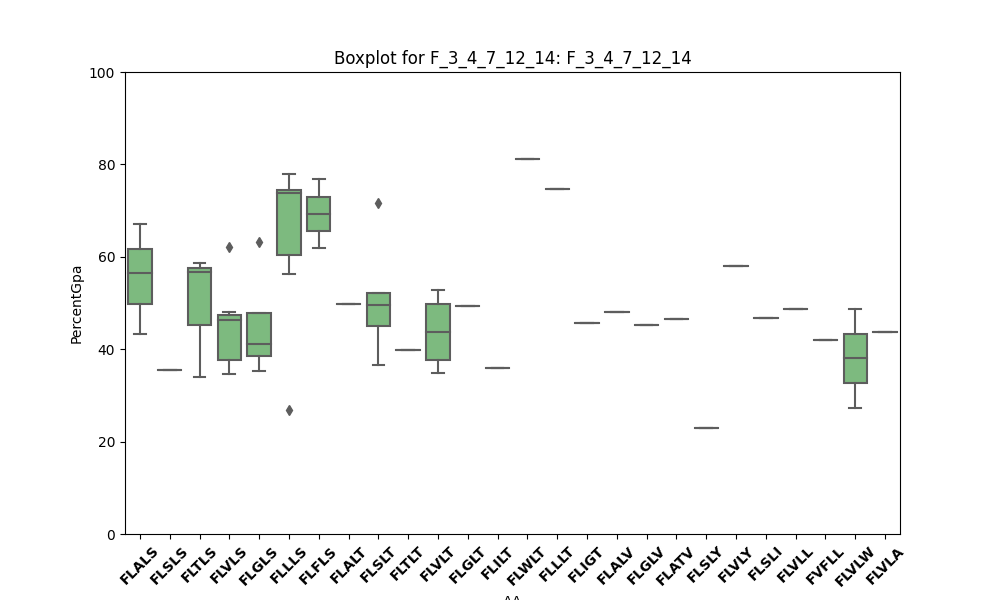 Boxplot for F_3_4_7_12_14: F_3_4_7_12_14
100
80
60
40
20
0
PercentGpa
FLALS FLSLS FLTLS FLVLS FLGLS FLLLS FLFLS FLALT FLSLT FLTLT FLVLT FLGLT FLILT FLWLT FLLLT FLIGT FLALV FLGLV FLATV FLSLY FLVLY FLSLI FLVLL FVFLL FLVLW FLVLA
AA